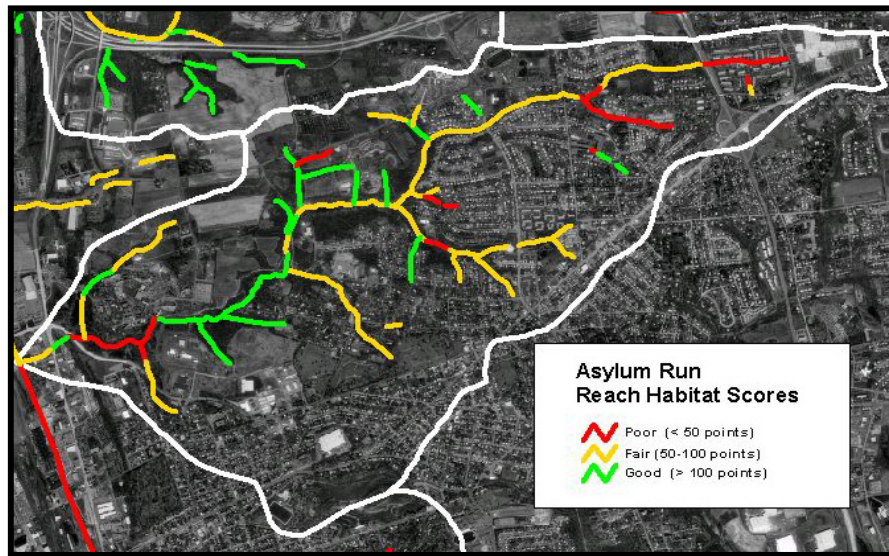 Asylum Run
Reach Habitat Scores
Poor (< 50 points)
Fair (50-100 points)
Good (> 100 points)